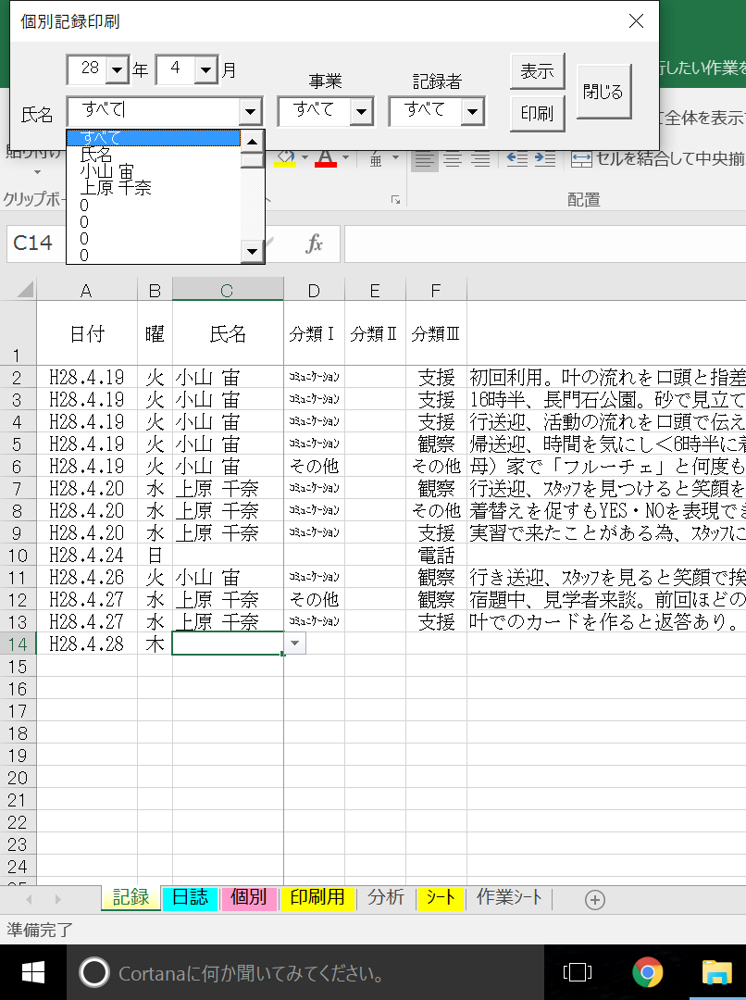 個別記録印刷
28 年 4 月
氏名 すべて
事業
すべて
記録者
すべて
表示
印刷
閉じる
すべて
氏名
小山 宙
上原 千奈
0
0
0
0
行したい作業を
全体を表示
A
亜
セルを結合して中央揃
クリップボー
配置
C14
fx
A B C D E F
1 日付 曜 氏名 分類Ⅰ 分類Ⅱ 分類Ⅲ
2 H28.4.19 火 小山 宙 コミュニケーション 支援 初回利用。叶の流れを口頭と指差
3 H28.4.19 火 小山 宙 コミュニケーション 支援 16時半、長門石公園。砂で見立て
4 H28.4.19 火 小山 宙 コミュニケーション 支援 行送迎、活動の流れを口頭で伝え
5 H28.4.19 火 小山 宙 コミュニケーション 観察 帰送迎、時間を気にし<6時半に着
6 H28.4.19 火 小山 宙 その他 その他 母）家で「フルーチェ」と何度も
7 H28.4.20 水 上原 千奈 コミュニケーション 観察 行送迎、スタッフを見つけると笑顔を
8 H28.4.20 水 上原 千奈 コミュニケーション その他 着替えを促すもYES・NOを表現でき
9 H28.4.20 水 上原 千奈 コミュニケーション 支援 実習で来たことがある為、スタッフに
10 H28.4.24 日 電話
11 H28.4.26 火 小山 宙 コミュニケーション 観察 行き送迎、スタッフを見ると笑顔で挨
12 H28.4.27 水 上原 千奈 その他 観察 宿題中、見学者来談。前回ほどの
13 H28.4.27 水 上原 千奈 コミュニケーション 支援 叶でのカードを作ると返答あり。
14 H28.4.28 木
15
16
17
18
19
20
21
22
23
24
記録 日誌 個別 印刷用 分析 シート 作業シート
準備完了
Cortanaに何か聞いてみてください。